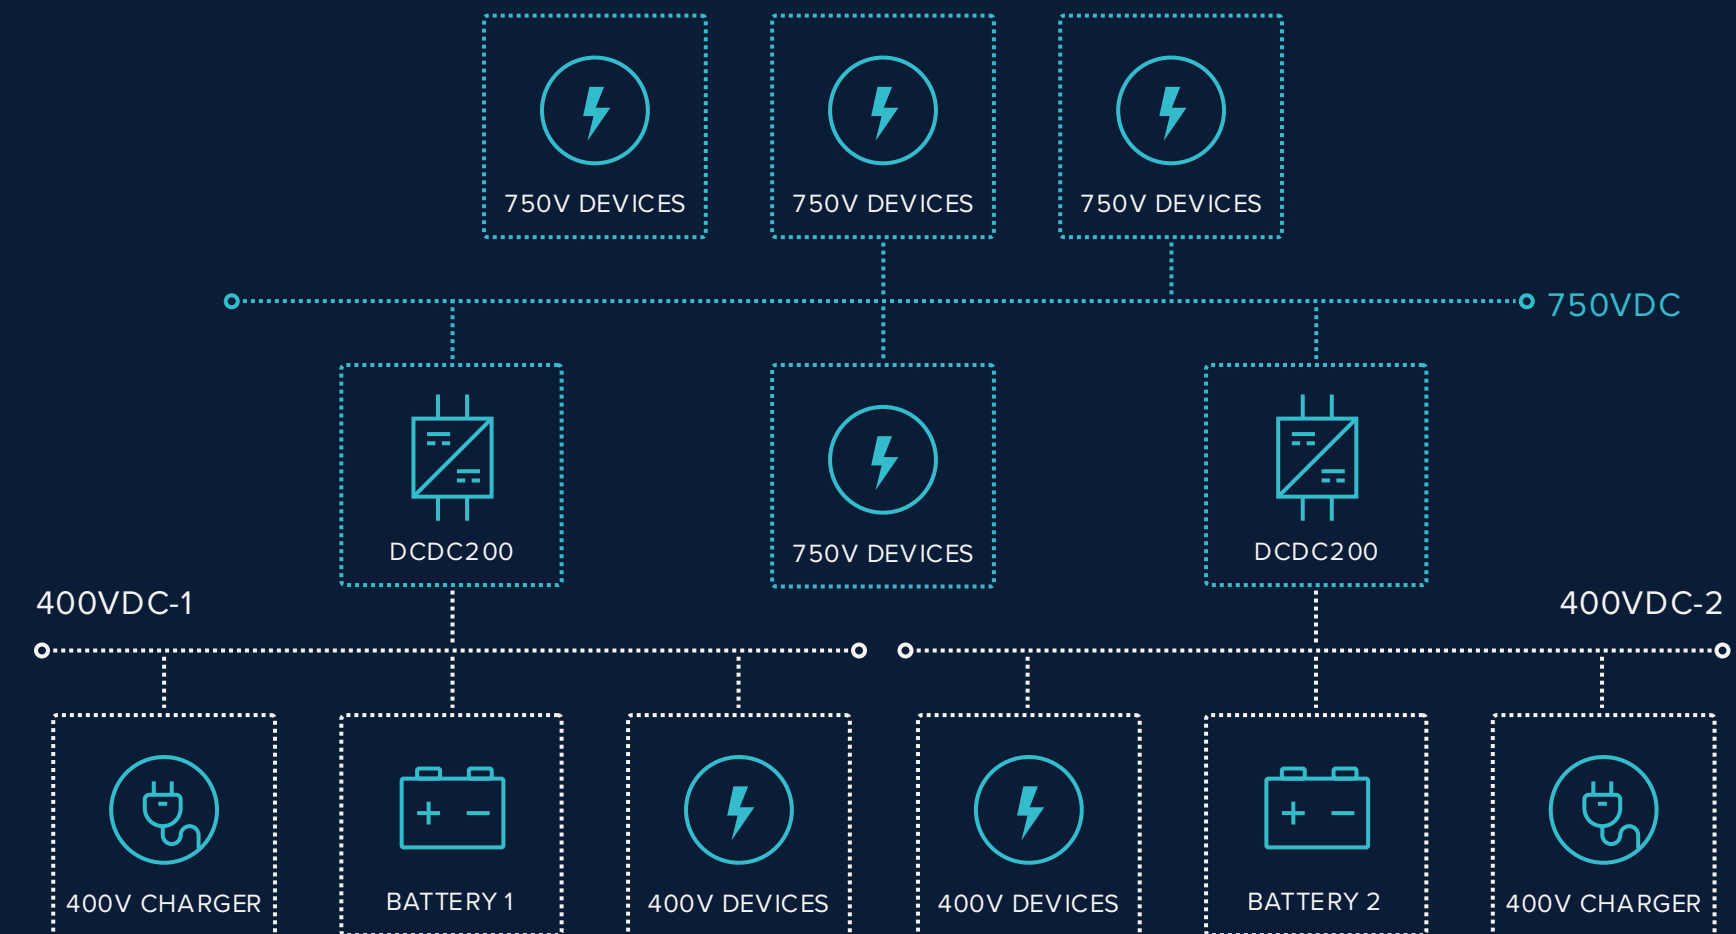 750V DEVICES
750V DEVICES
750V DEVICES
750VDC
DCDC200
750V DEVICES
DCDC200
400VDC-1
400VDC-2
400V CHARGER
BATTERY 1
400V DEVICES
400V DEVICES
BATTERY 2
400V CHARGER